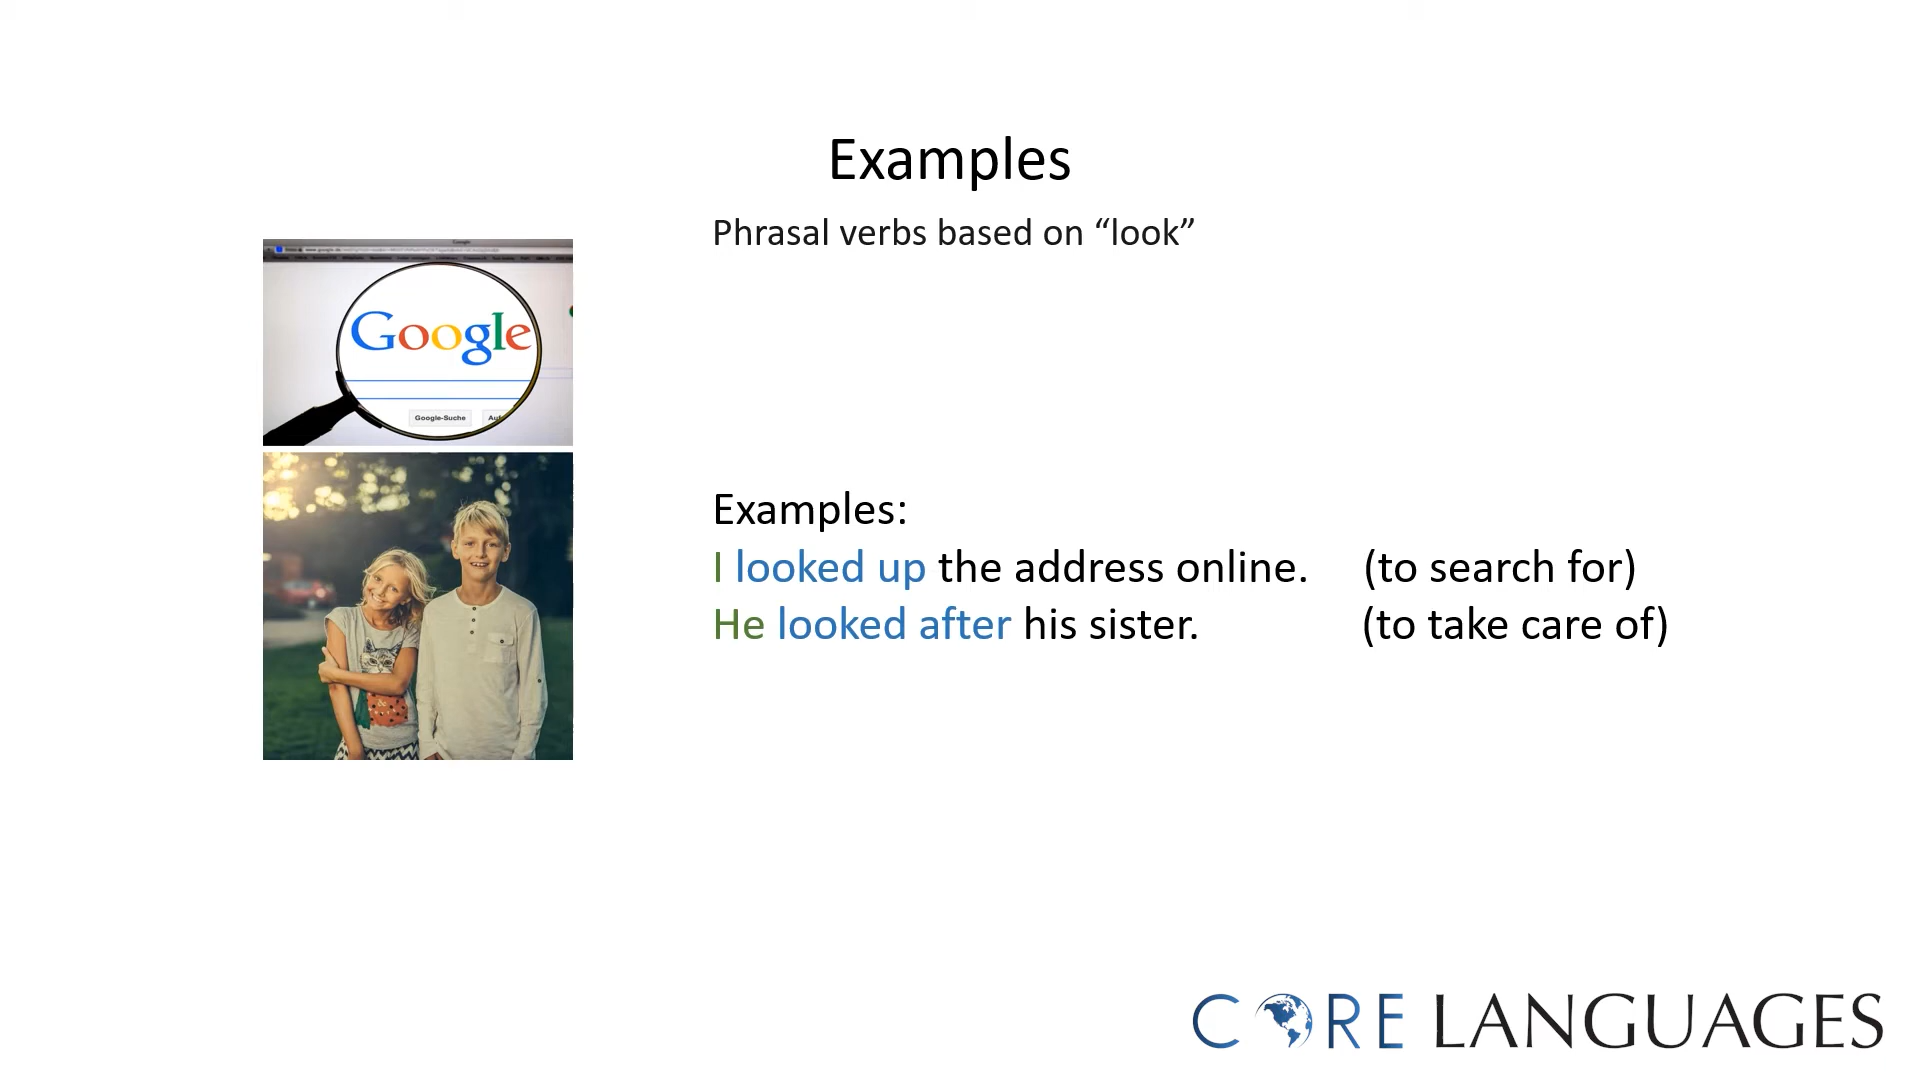 Examples
Phrasal verbs based on “look”
Google
Google-Suche
Examples:
I looked up the address online. (to search for)
He looked after his sister. (to take care of)
CORE LANGUAGES